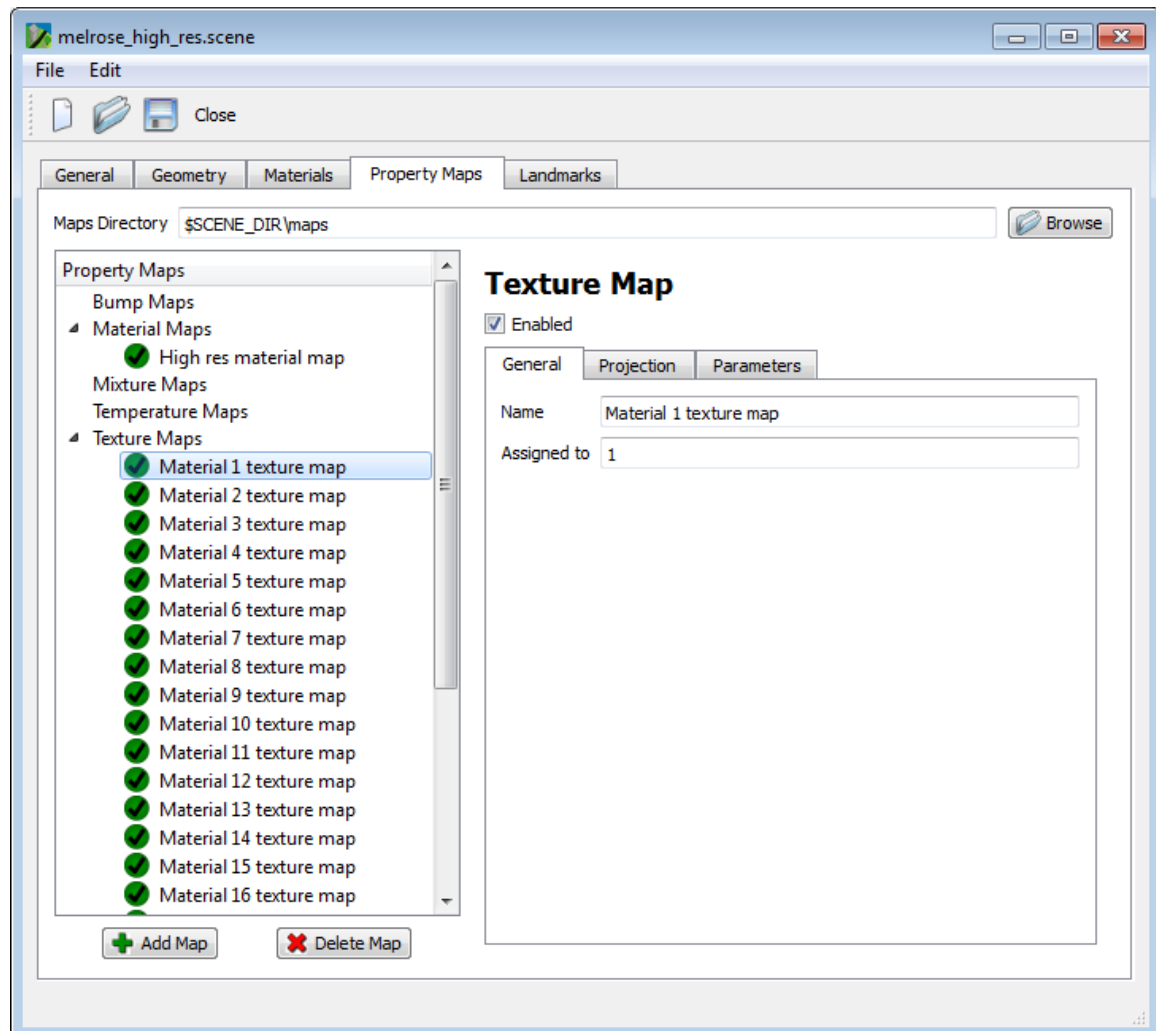 melrose_high_res.scene
File Edit
Close
General Geometry Materials Property Maps Landmarks
Maps Directory $SCENE_DIR\maps Browse
Property Maps
Bump Maps
Material Maps
High res material map
Mixture Maps
Temperature Maps
Texture Maps
Material 1 texture map
Material 2 texture map
Material 3 texture map
Material 4 texture map
Material 5 texture map
Material 6 texture map
Material 7 texture map
Material 8 texture map
Material 9 texture map
Material 10 texture map
Material 11 texture map
Material 12 texture map
Material 13 texture map
Material 14 texture map
Material 15 texture map
Material 16 texture map
Add Map Delete Map
Texture Map
Enabled
General Projection Parameters
Name Material 1 texture map
Assigned to 1